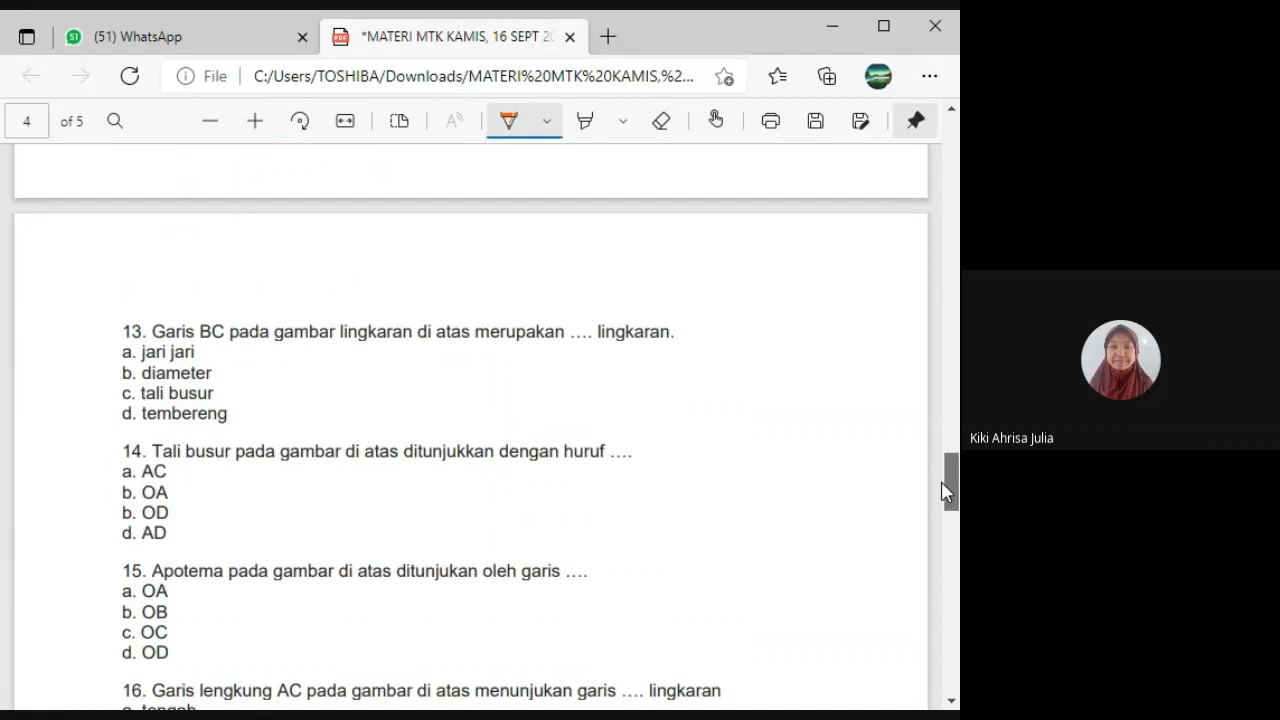 51
(51) WhatsApp
PDF
*MATERI MTK KAMIS, 16 SEPT 20
File
C:/Users/TOSHIBA/Downloads/MATERI%20MTK%20KAMIS,%2...
4
of 5
13. Garis BC pada gambar lingkaran di atas merupakan …. lingkaran.
a. jari jari
b. diameter
c. tali busur
d. tembereng
14. Tali busur pada gambar di atas ditunjukkan dengan huruf ….
a. AC
b. OA
b. OD
d. AD
15. Apotema pada gambar di atas ditunjukan oleh garis ….
a. OA
b. OB
c. OC
d. OD
16. Garis lengkung AC pada gambar di atas menunjukan garis …. lingkaran
a. tengah
Kiki Ahrisa Julia